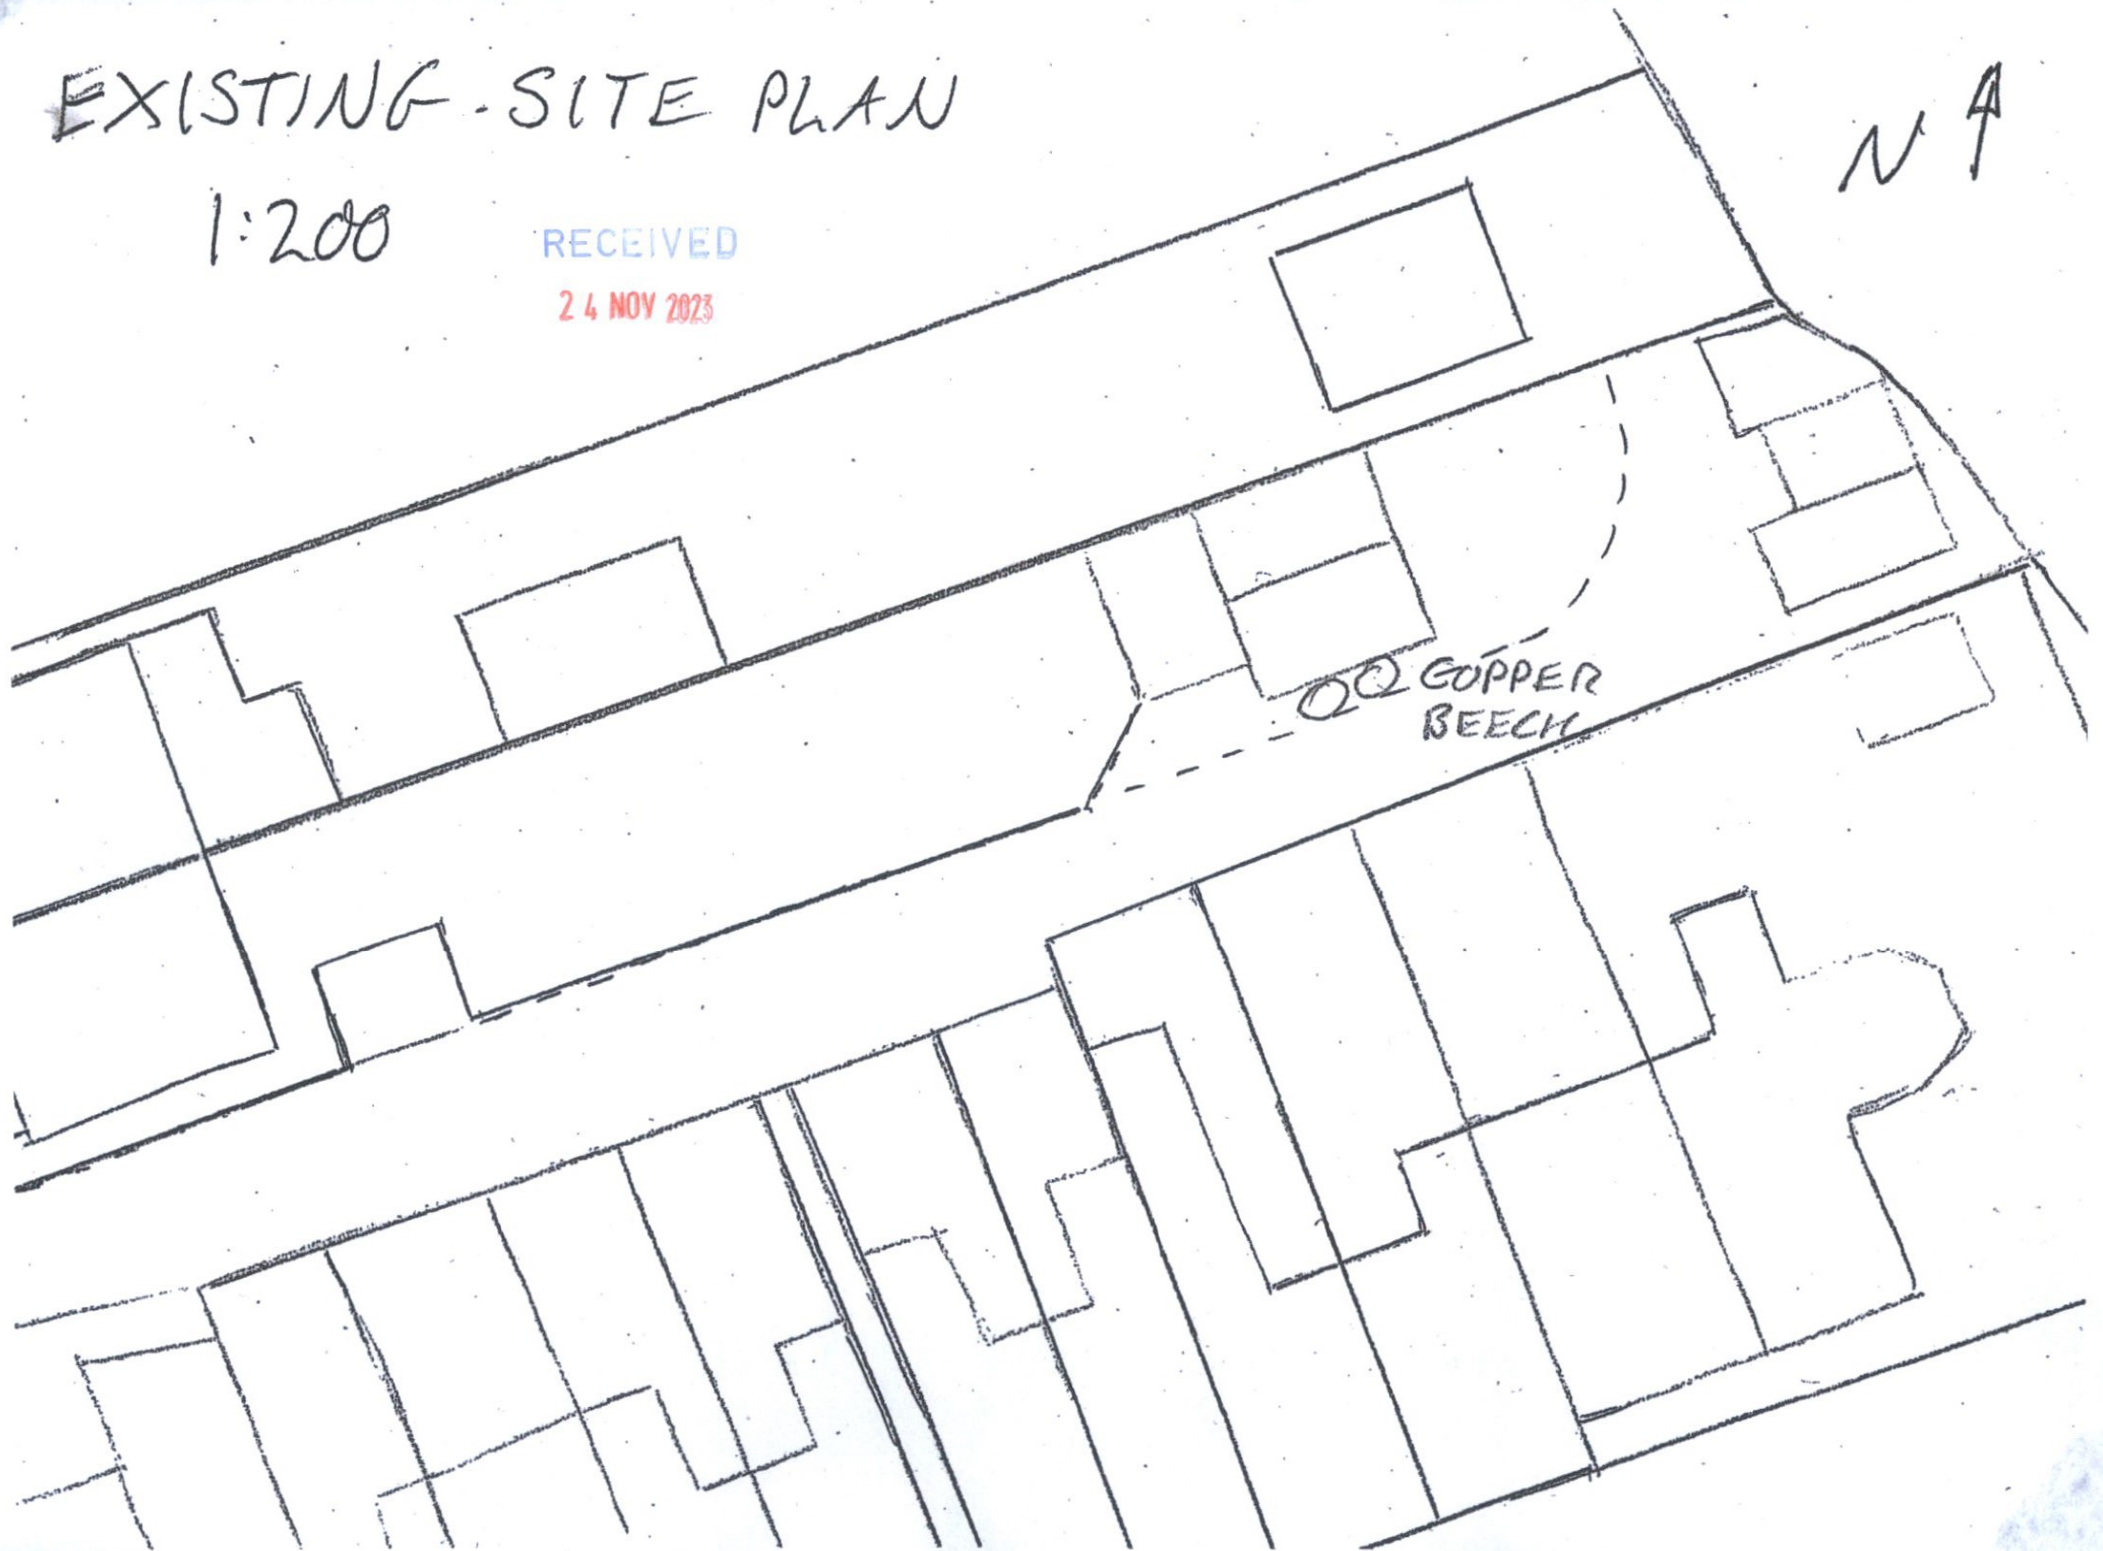 EXISTING. SITE PLAN
N
1:200
RECEIVED
24 NOV 2023
COPPER
BEECH